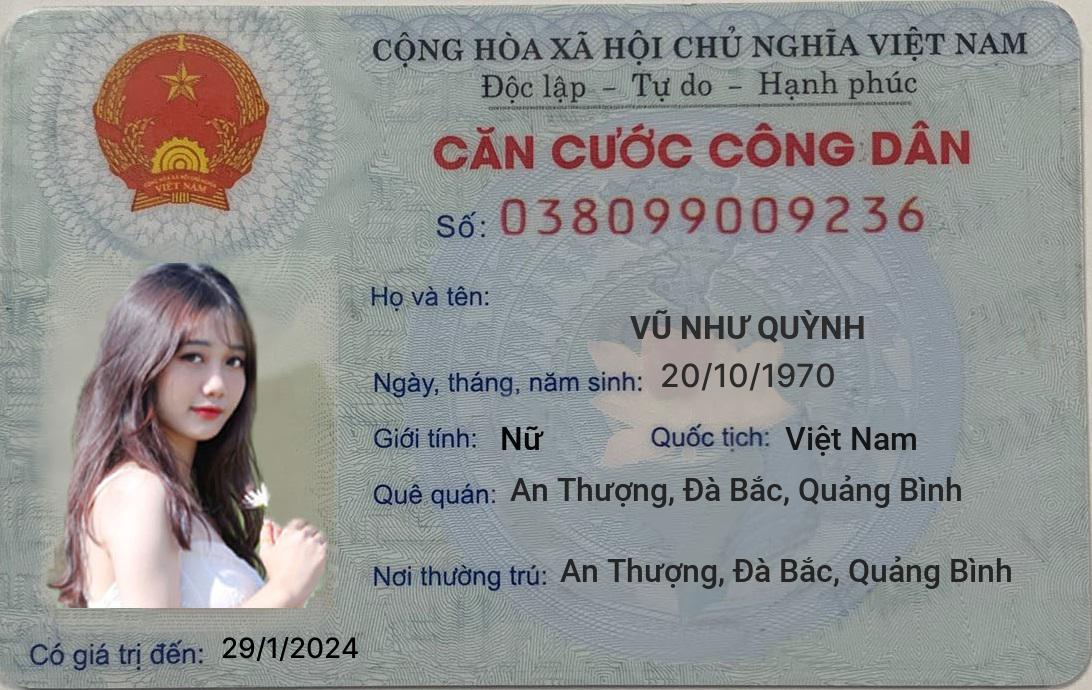 CỘNG HÒA XÃ HỘI CHỦ NGHĨA VIỆT NAM
Độc lập – Tự do – Hạnh phúc
CĂN CƯỚC CÔNG DÂN
Số: 038099009236
Họ và tên:
VŨ NHƯ QUỲNH
Ngày, tháng, năm sinh: 20/10/1970
Giới tính: Nữ Quốc tịch: Việt Nam
Quê quán: An Thượng, Đà Bắc, Quảng Bình
Nơi thường trú: An Thượng, Đà Bắc, Quảng Bình
Có giá trị đến: 29/1/2024
VIỆT NAM